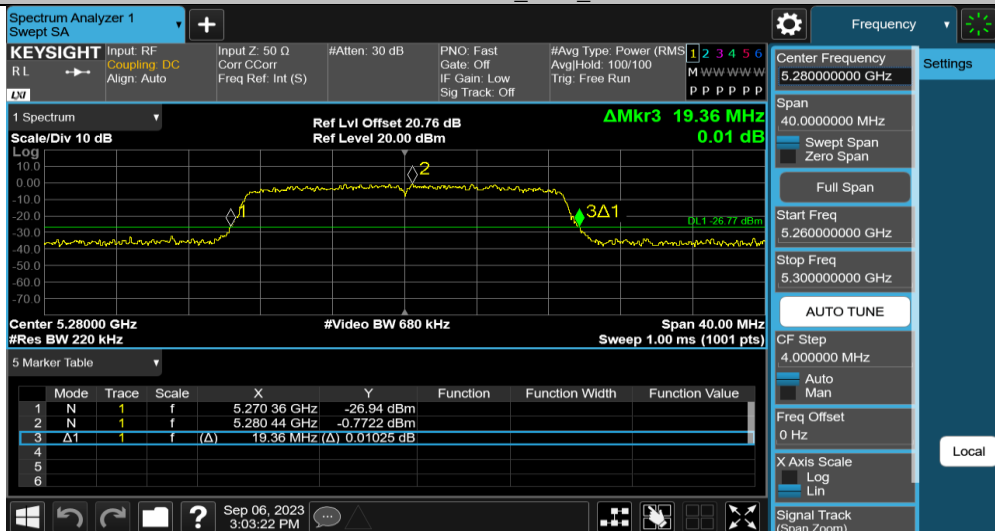 Spectrum Analyzer 1
Swept SA
Frequency
KEYSIGHT
R L
LXI
Input: RF
Coupling: DC
Align: Auto
Input Z: 50 Ω
Corr CCorr
Freq Ref: Int (S)
#Atten: 30 dB
PNO: Fast
Gate: Off
IF Gain: Low
Sig Track: Off
#Avg Type: Power (RMS
Avg|Hold: 100/100
Trig: Free Run
1 2 3 4 5 6
M W W W W W
P P P P P P
1 Spectrum
Scale/Div 10 dB
Ref Lvl Offset 20.76 dB
Ref Level 20.00 dBm
ΔMkr3 19.36 MHz
0.01 dB
Log
10.0
0.00
-10.0
-20.0
-30.0
-40.0
-50.0
-60.0
-70.0
1
2
3Δ1
DL1 -26.77 dBm
Center 5.28000 GHz
#Res BW 220 kHz
#Video BW 680 kHz
Span 40.00 MHz
Sweep 1.00 ms (1001 pts)
5 Marker Table
Mode Trace Scale X Y Function Function Width Function Value
1 N 1 f 5.270 36 GHz -26.94 dBm
2 N 1 f 5.280 44 GHz -0.7722 dBm
3 Δ1 1 f (Δ) 19.36 MHz (Δ) 0.01025 dB
4
5
6
Sep 06, 2023
3:03:22 PM
Center Frequency
5.280000000 GHz
Span
40.0000000 MHz
Swept Span
Zero Span
Full Span
Start Freq
5.260000000 GHz
Stop Freq
5.300000000 GHz
AUTO TUNE
CF Step
4.000000 MHz
Auto
Man
Freq Offset
0 Hz
X Axis Scale
Log
Lin
Signal Track
(Span Zoom)
Settings
Local